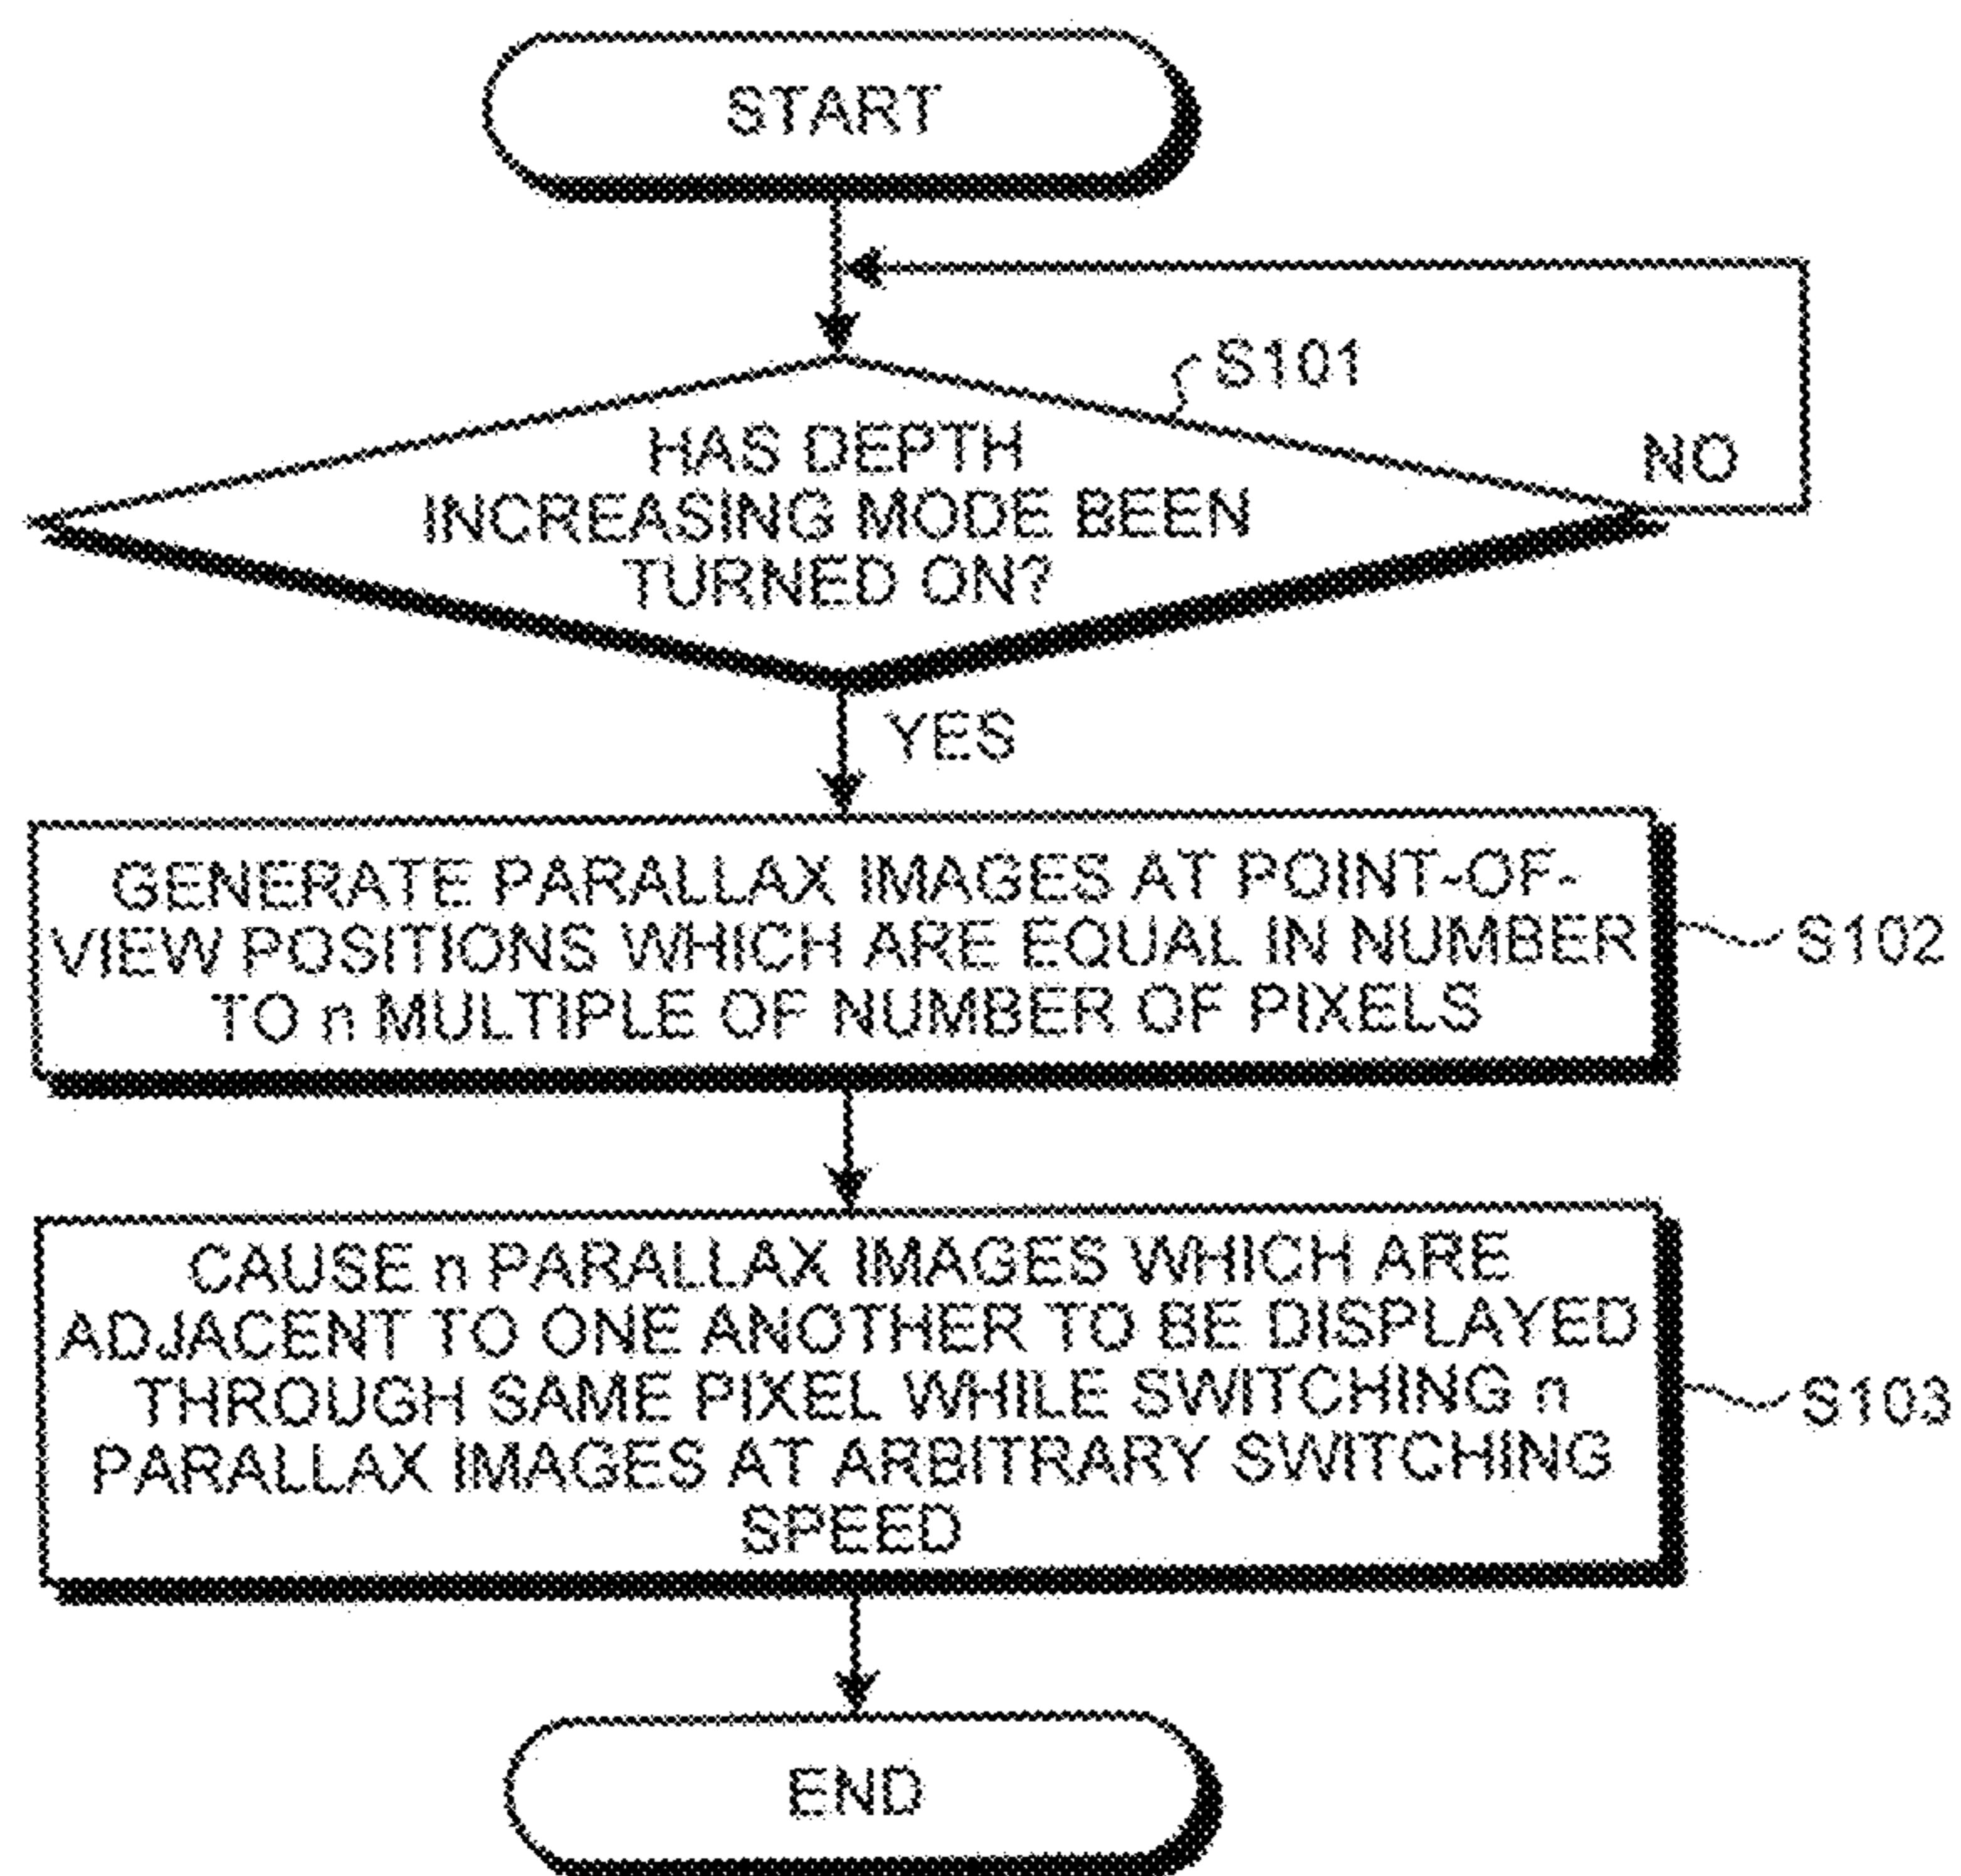 START
S101
HAS DEPTH
INCREASING MODE BEEN
TURNED ON?
NO
YES
GENERATE PARALLAX IMAGES AT POINT-OF-
VIEW POSITIONS WHICH ARE EQUAL IN NUMBER
TO n MULTIPLE OF NUMBER OF PIXELS
S102
CAUSE n PARALLAX IMAGES WHICH ARE
ADJACENT TO ONE ANOTHER TO BE DISPLAYED
THROUGH SAME PIXEL WHILE SWITCHING n
PARALLAX IMAGES AT ARBITRARY SWITCHING
SPEED
S103
END